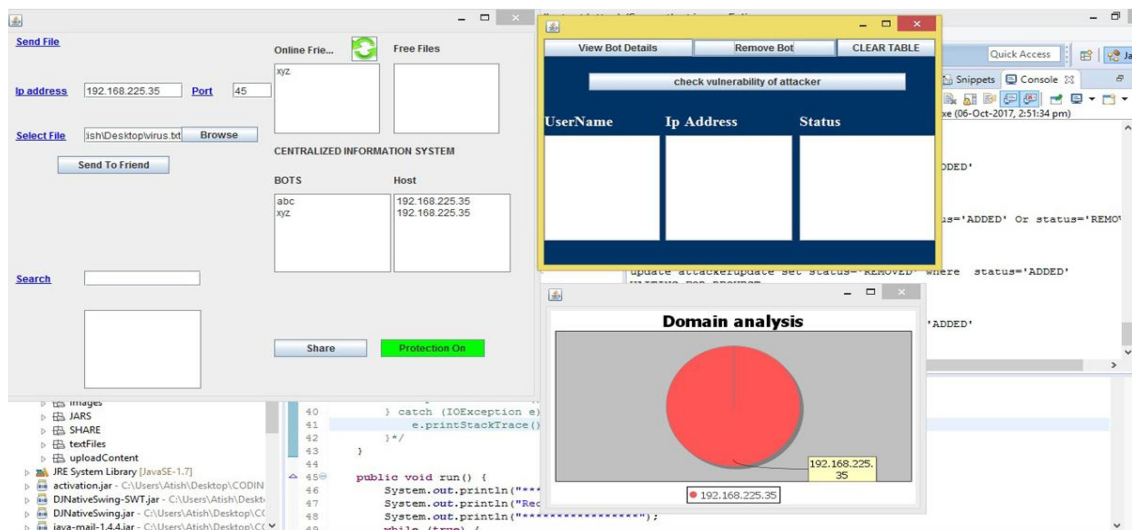 Send File
Online Frie...
Free Files
Ip address
192.168.225.35
Port
45
xyz
Select File
ish\Desktop\virus.txt
Browse
Send To Friend
CENTRALIZED INFORMATION SYSTEM
BOTS
Host
abc
xyz
192.168.225.35
192.168.225.35
Search
Share
Protection On
View Bot Details
Remove Bot
CLEAR TABLE
check vulnerability of attacker
UserName
Ip Address
Status
Quick Access
Ja
Snippets
Console
xe (06-Oct-2017, 2:51:34 pm)
DDED'
us='ADDED' Or status='REMOV
update attackerupdate set status='REMOVED' where status='ADDED'
'ADDED'
Domain analysis
192.168.225.
35
192.168.225.35
images
JARS
SHARE
textFiles
uploadContent
JRE System Library [JavaSE-1.7]
activation.jar - C:\Users\Atish\Desktop\CODIN
DJNativeSwing-SWT.jar - C:\Users\Atish\Deskt
DJNativeSwing.jar - C:\Users\Atish\Desktop\CO
java-mail-1.4.4.jar - C:\Users\Atish\Desktop\CO
40 } catch (IOException e)
41 e.printStackTrace()
42 }*/
43 }
44
45 public void run() {
46 System.out.println("***
47 System.out.println("Rec
48 System.out.println("*****************");
49 while (true) {